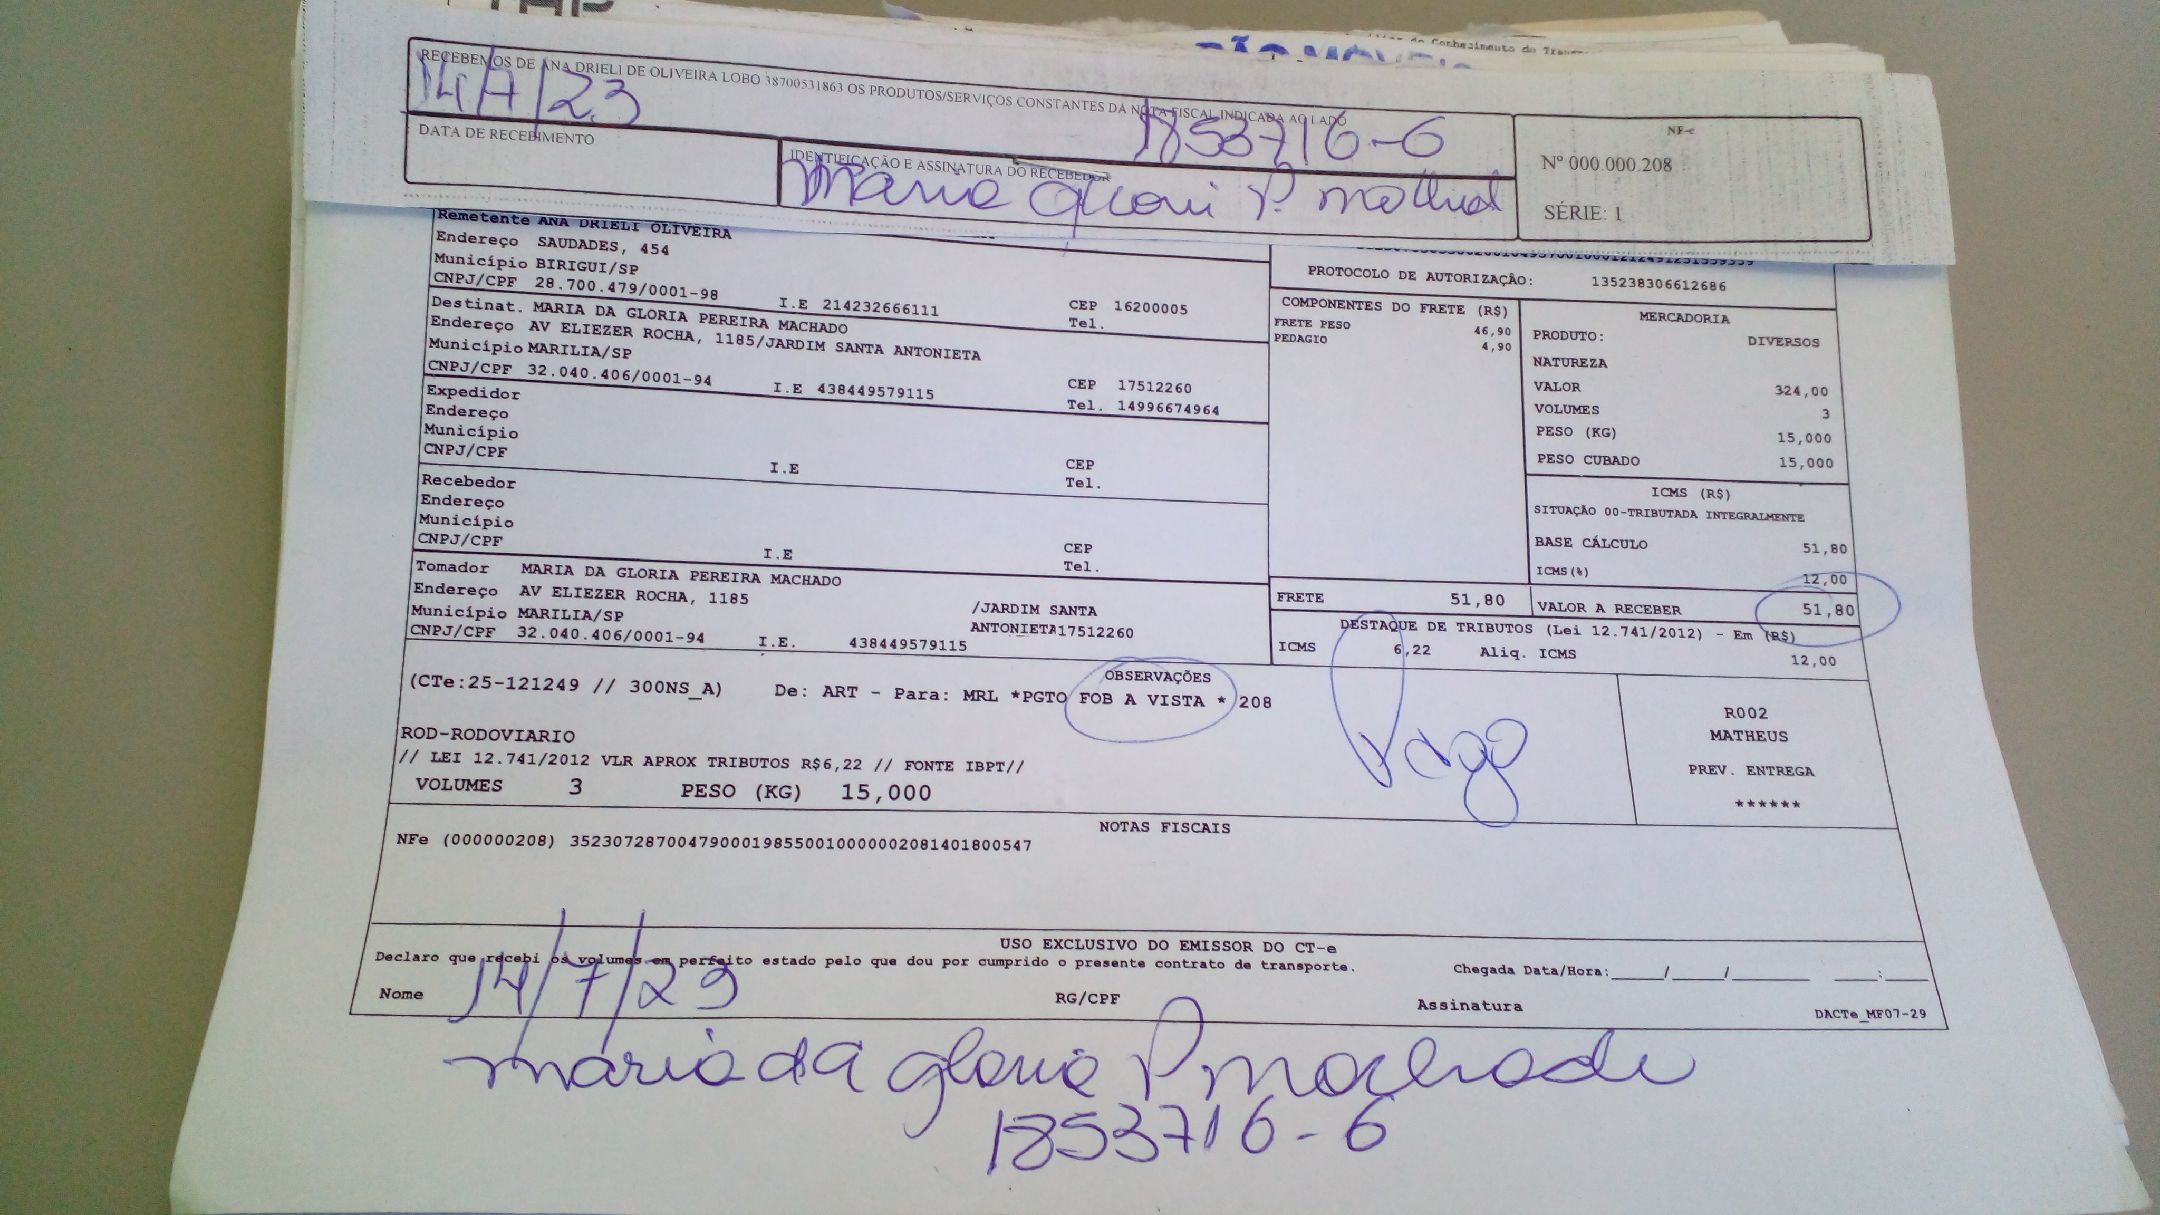 RECEBEMOS DE ANA DRIELI DE OLIVEIRA LOBO 38700531863 OS PRODUTOS/SERVIÇOS CONSTANTES DA NOTA FISCAL INDICADA AO LADO
14/7/23
1853716-6
DATA DE RECEBIMENTO
IDENTIFICAÇÃO E ASSINATURA DO RECEBEDOR
Maria
NF-e
Nº 000.000.208
SÉRIE: 1
Remetente ANA DRIELI OLIVEIRA
Endereço SAUDADES, 454
Município BIRIGUI/SP
CNPJ/CPF 28.700.479/0001-98 I.E 214232666111 CEP 16200005
Tel.
Destinat. MARIA DA GLORIA PEREIRA MACHADO
Endereço AV ELIEZER ROCHA, 1185/JARDIM SANTA ANTONIETA
Município MARILIA/SP
CNPJ/CPF 32.040.406/0001-94 I.E 438449579115 CEP 17512260
Tel. 14996674964
Expedidor
Endereço
Município
CNPJ/CPF I.E CEP
Tel.
Recebedor
Endereço
Município
CNPJ/CPF I.E CEP
Tel.
Tomador MARIA DA GLORIA PEREIRA MACHADO
Endereço AV ELIEZER ROCHA, 1185 /JARDIM SANTA
Município MARILIA/SP ANTONIETA17512260
CNPJ/CPF 32.040.406/0001-94 I.E. 438449579115
PROTOCOLO DE AUTORIZAÇÃO: 135238306612686
COMPONENTES DO FRETE (R$)
FRETE PESO 46,90
PEDAGIO 4,90
MERCADORIA
PRODUTO: DIVERSOS
NATUREZA
VALOR 324,00
VOLUMES 3
PESO (KG) 15,000
PESO CUBADO 15,000
ICMS (R$)
SITUAÇÃO 00-TRIBUTADA INTEGRALMENTE
BASE CÁLCULO 51,80
ICMS(%) 12,00
FRETE 51,80 VALOR A RECEBER 51,80
DESTAQUE DE TRIBUTOS (Lei 12.741/2012) - Em (R$)
ICMS 6,22 Aliq. ICMS 12,00
OBSERVAÇÕES
(CTe:25-121249 // 300NS_A) De: ART - Para: MRL *PGTO FOB A VISTA * 208
Pago
ROD-RODOVIARIO
// LEI 12.741/2012 VLR APROX TRIBUTOS R$6,22 // FONTE IBPT//
VOLUMES 3 PESO (KG) 15,000
R002
MATHEUS
PREV. ENTREGA
******
NOTAS FISCAIS
NFe (000000208) 35230728700479000198550010000002081401800547
USO EXCLUSIVO DO EMISSOR DO CT-e
Declaro que recebi os volumes em perfeito estado pelo que dou por cumprido o presente contrato de transporte. Chegada Data/Hora:____/____/______ ___:___
Nome 14/7/23 RG/CPF Assinatura DACTe_MF07-29
maria da gloria P machado
1853716-6